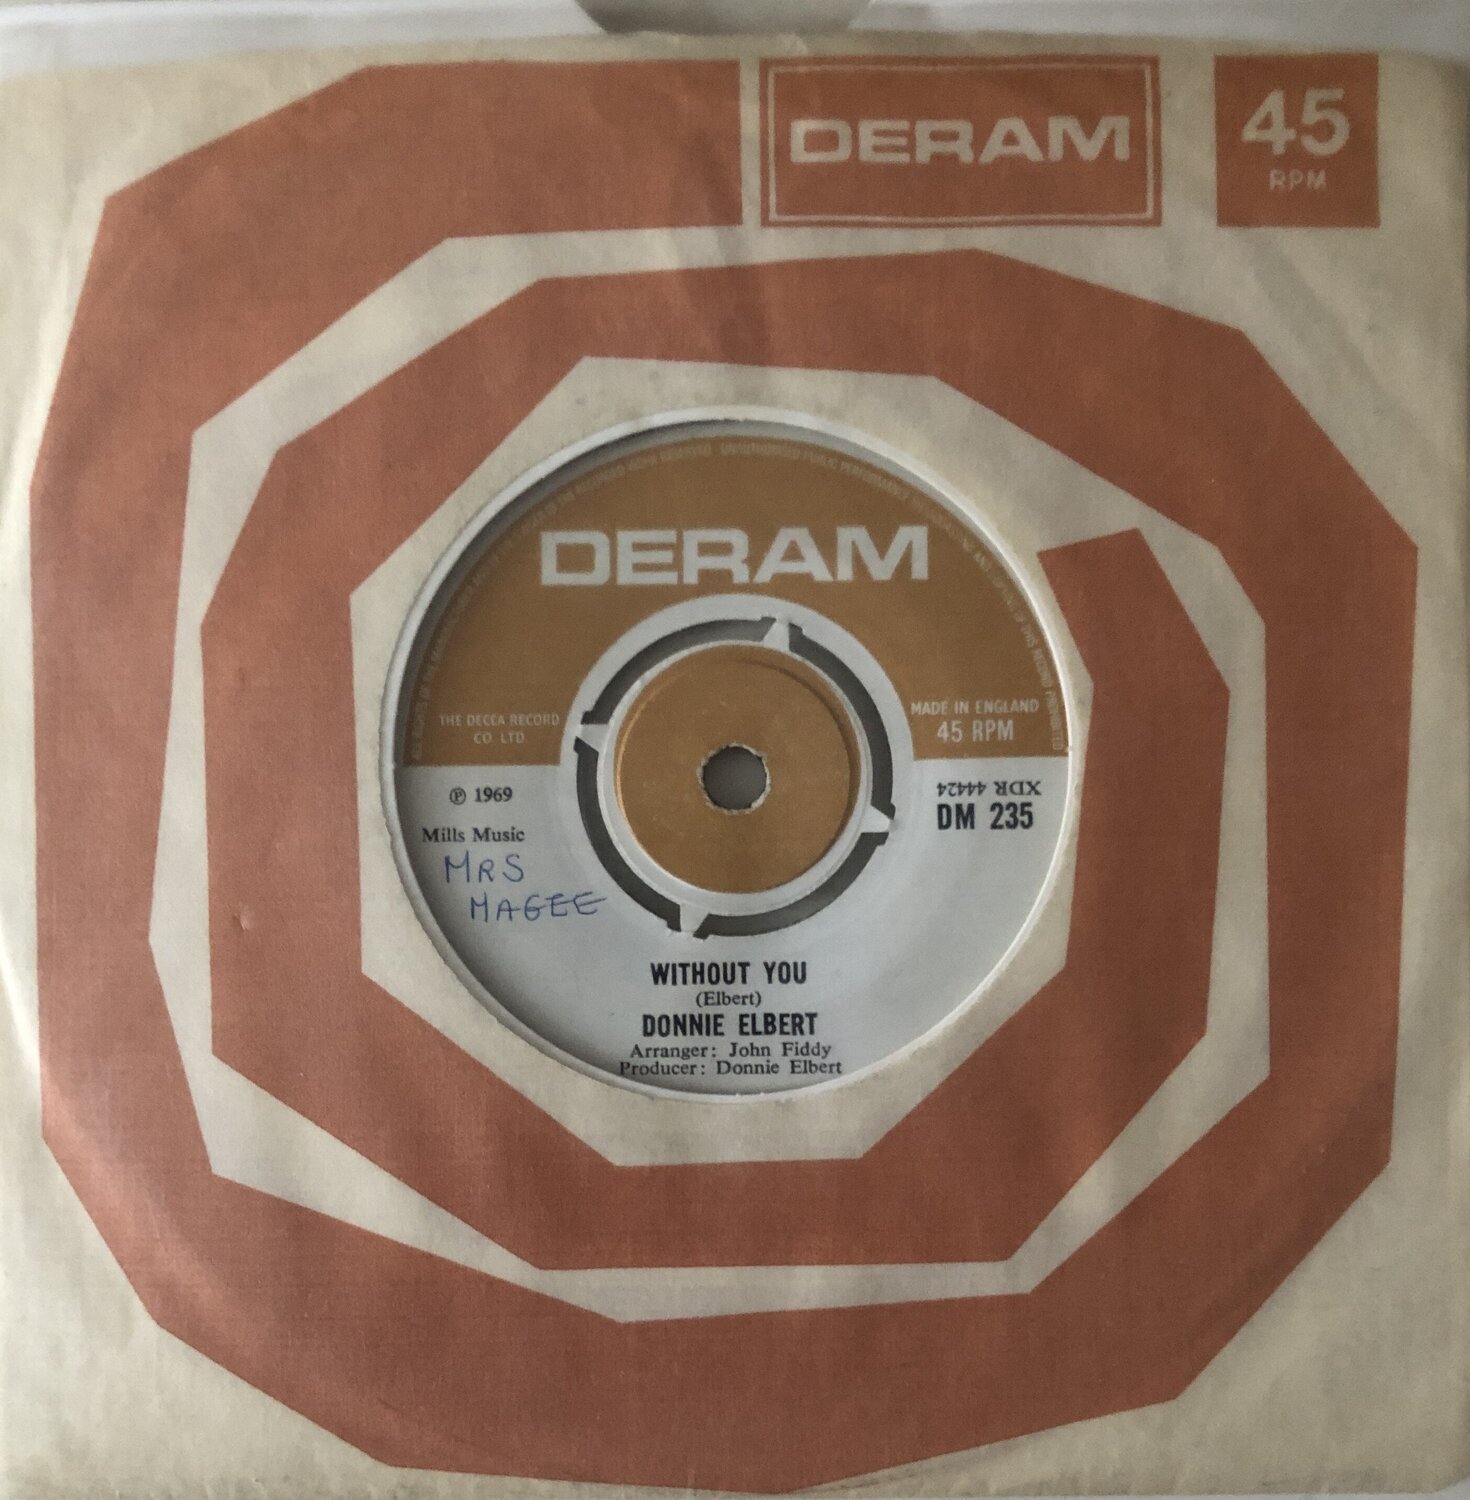 DERAM
45
RPM
DERAM
THE DECCA RECORD
CO. LTD.
MADE IN ENGLAND
45 RPM
℗ 1969
XDR 44424
DM 235
Mills Music
MRS
MAGEE
WITHOUT YOU
(Elbert)
DONNIE ELBERT
Arranger: John Fiddy
Producer: Donnie Elbert